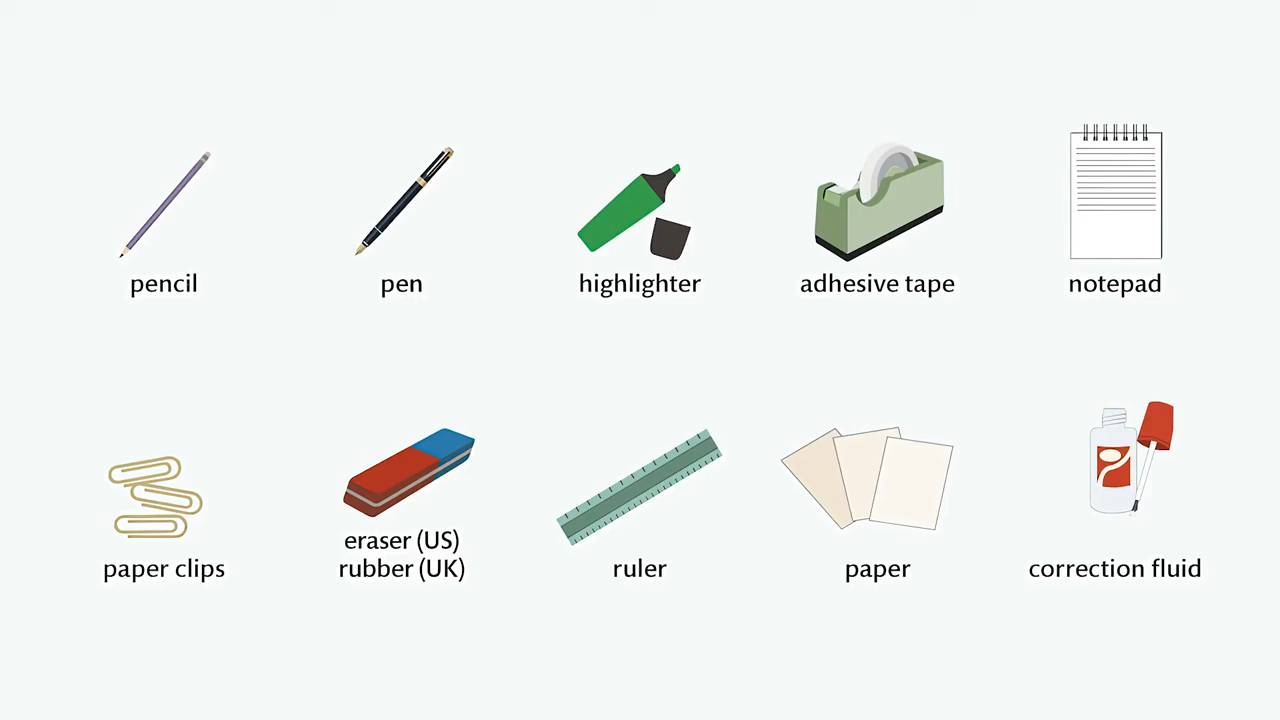 pencil
pen
highlighter
adhesive tape
notepad
paper clips
eraser (US)
rubber (UK)
ruler
paper
correction fluid